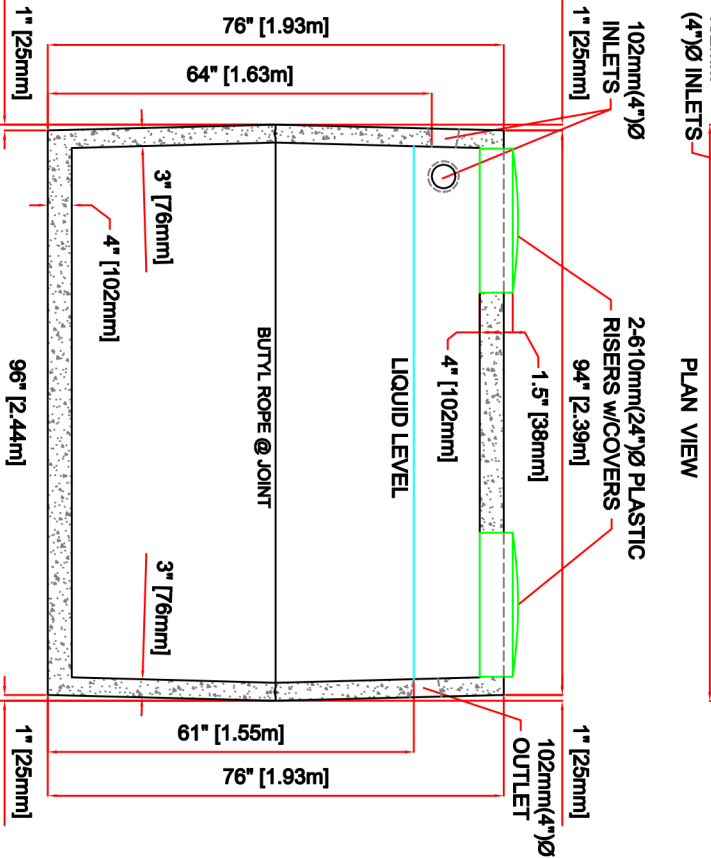 (4")Ø INLETS
PLAN VIEW
102mm(4")Ø
INLETS
1" [25mm]
2-610mm(24")Ø PLASTIC
RISERS w/COVERS
94" [2.39m]
1.5" [38mm]
4" [102mm]
1" [25mm]
102mm(4")Ø
OUTLET
76" [1.93m]
64" [1.63m]
LIQUID LEVEL
BUTYL ROPE @ JOINT
61" [1.55m]
76" [1.93m]
3" [76mm]
3" [76mm]
4" [102mm]
1" [25mm]
96" [2.44m]
1" [25mm]